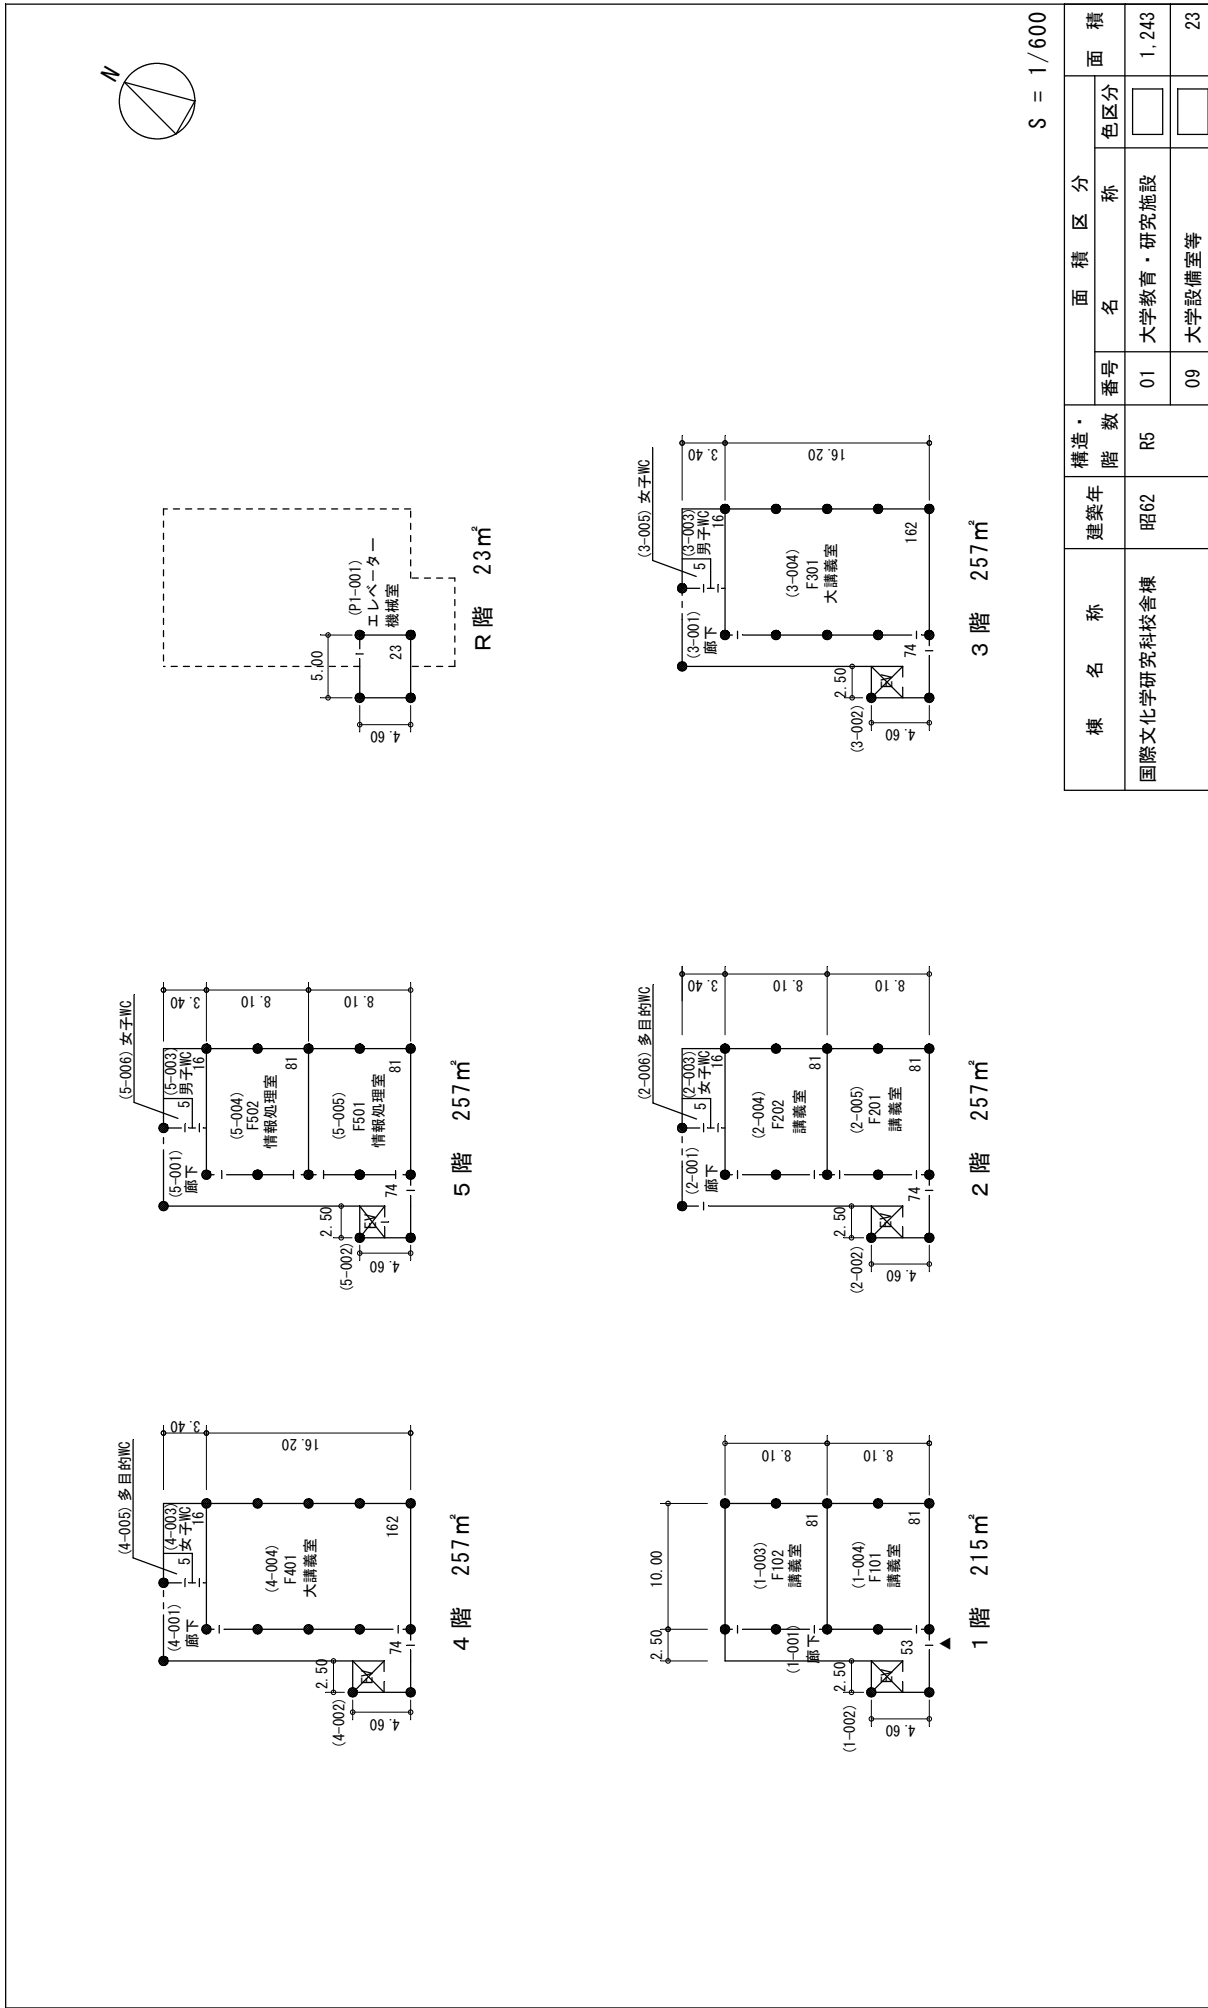 N
(4-005) 多目的WC
(4-003)
女子WC
5
16
(4-001)
廊下
(4-004)
F401
大講義室
162
74
EV
(4-002)
2.50
4.60
3.40
16.20
4 階 257㎡
(5-006) 女子WC
(5-003)
男子WC
5
16
(5-001)
廊下
(5-004)
F502
情報処理室
81
(5-005)
F501
情報処理室
81
74
EV
(5-002)
2.50
4.60
3.40
8.10
8.10
5 階 257㎡
(P1-001)
エレベーター
機械室
23
5.00
4.60
R 階 23㎡
2.50
10.00
(1-003)
F102
講義室
81
(1-001)
廊下
(1-004)
F101
講義室
81
53
EV
(1-002)
2.50
4.60
8.10
8.10
1 階 215㎡
(2-006) 多目的WC
(2-003)
女子WC
5
16
(2-001)
廊下
(2-004)
F202
講義室
81
(2-005)
F201
講義室
81
74
EV
(2-002)
2.50
4.60
3.40
8.10
8.10
2 階 257㎡
(3-005) 女子WC
(3-003)
男子WC
5
16
(3-001)
廊下
(3-004)
F301
大講義室
162
74
EV
(3-002)
2.50
4.60
3.40
16.20
3 階 257㎡
S = 1/600
棟 名 称 建築年 構造・階 数 面 積 区 分 面 積
番号 名 称 色区分
国際文化学研究科校舎棟 昭62 R5 01 大学教育・研究施設 1,243
09 大学設備室等 23